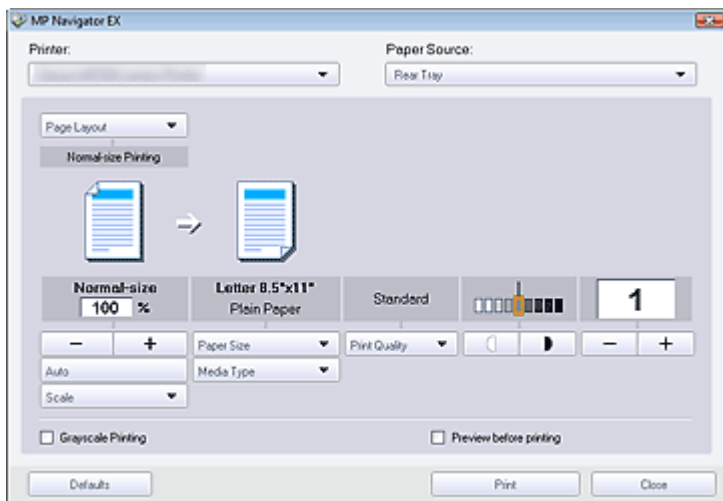 MP Navigator EX
Printer:
Paper Source:
Rear Tray
Page Layout
Normal-size Printing
Normal-size
100 %
Letter 8.5"x11"
Plain Paper
Standard
1
− +
Paper Size
Print Quality
− +
Auto
Media Type
Scale
Grayscale Printing
Preview before printing
Defaults
Print
Close